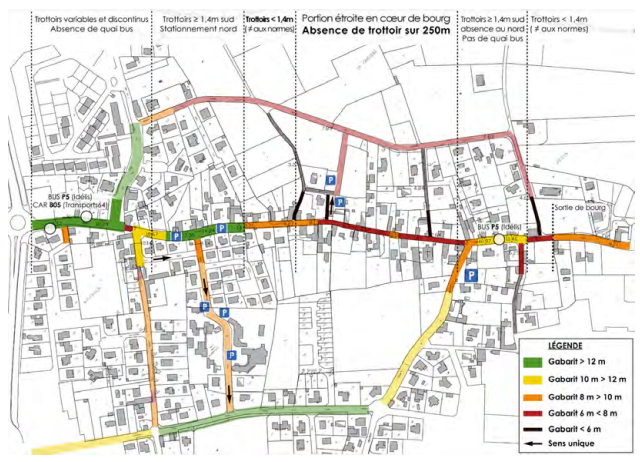 Trottoirs variables et discontinus
Absence de quai bus
Trottoirs ≥ 1,4m sud
Stationnement nord
Trottoirs < 1,4m
( ≠ aux normes)
Portion étroite en cœur de bourg
Absence de trottoir sur 250m
Trottoirs ≥ 1,4m sud
absence au nord
Pas de quai bus
Trottoirs < 1,4m
( ≠ aux normes)
BUS P5 (Idélis)
CAR 805 (Transports64)
P
P
P
P
P
P
P
P
BUS P5 (Idélis)
P
Sortie de bourg
LÉGENDE
Gabarit > 12 m
Gabarit 10 m > 12 m
Gabarit 8 m > 10 m
Gabarit 6 m < 8 m
Gabarit < 6 m
Sens unique